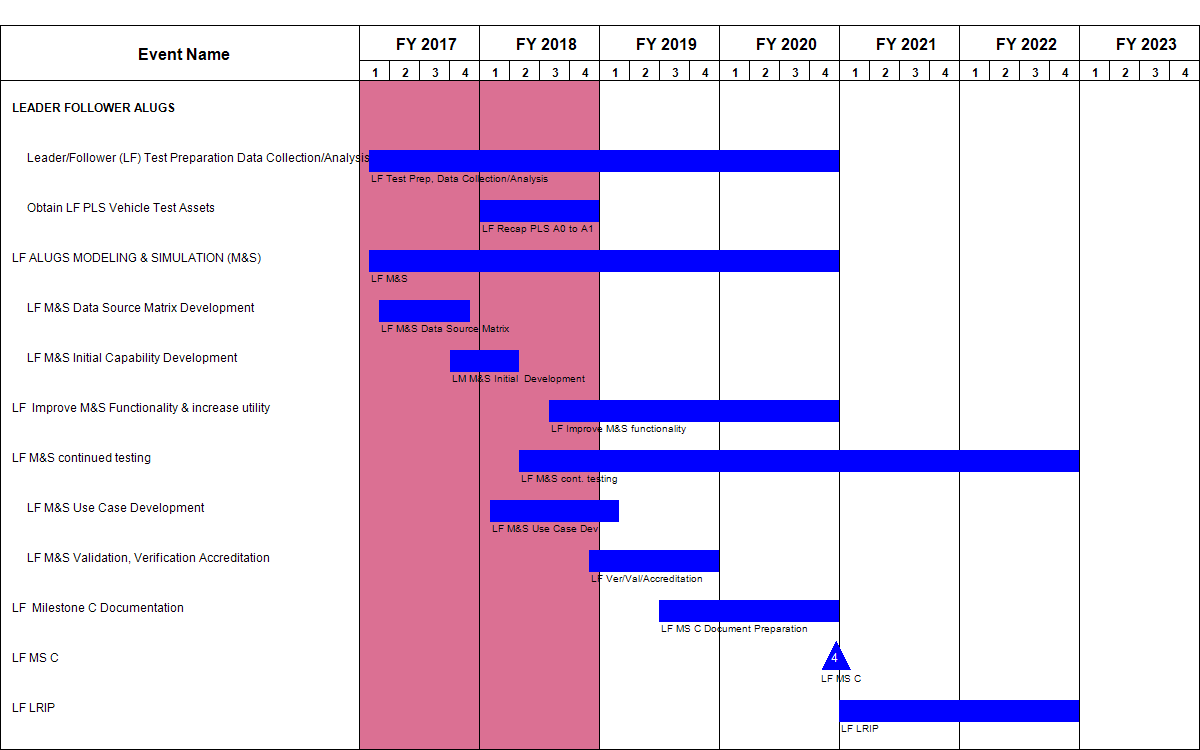 Event Name
FY 2017 FY 2018 FY 2019 FY 2020 FY 2021 FY 2022 FY 2023
1 2 3 4 1 2 3 4 1 2 3 4 1 2 3 4 1 2 3 4 1 2 3 4 1 2 3 4
LEADER FOLLOWER ALUGS
Leader/Follower (LF) Test Preparation Data Collection/Analysis
LF Test Prep, Data Collection/Analysis
Obtain LF PLS Vehicle Test Assets
LF Recap PLS A0 to A1
LF ALUGS MODELING & SIMULATION (M&S)
LF M&S
LF M&S Data Source Matrix Development
LF M&S Data Source Matrix
LF M&S Initial Capability Development
LM M&S Initial Development
LF Improve M&S Functionality & increase utility
LF Improve M&S functionality
LF M&S continued testing
LF M&S cont. testing
LF M&S Use Case Development
LF M&S Use Case Dev
LF M&S Validation, Verification Accreditation
LF Ver/Val/Accreditation
LF Milestone C Documentation
LF MS C Document Preparation
LF MS C
4
LF MS C
LF LRIP
LF LRIP